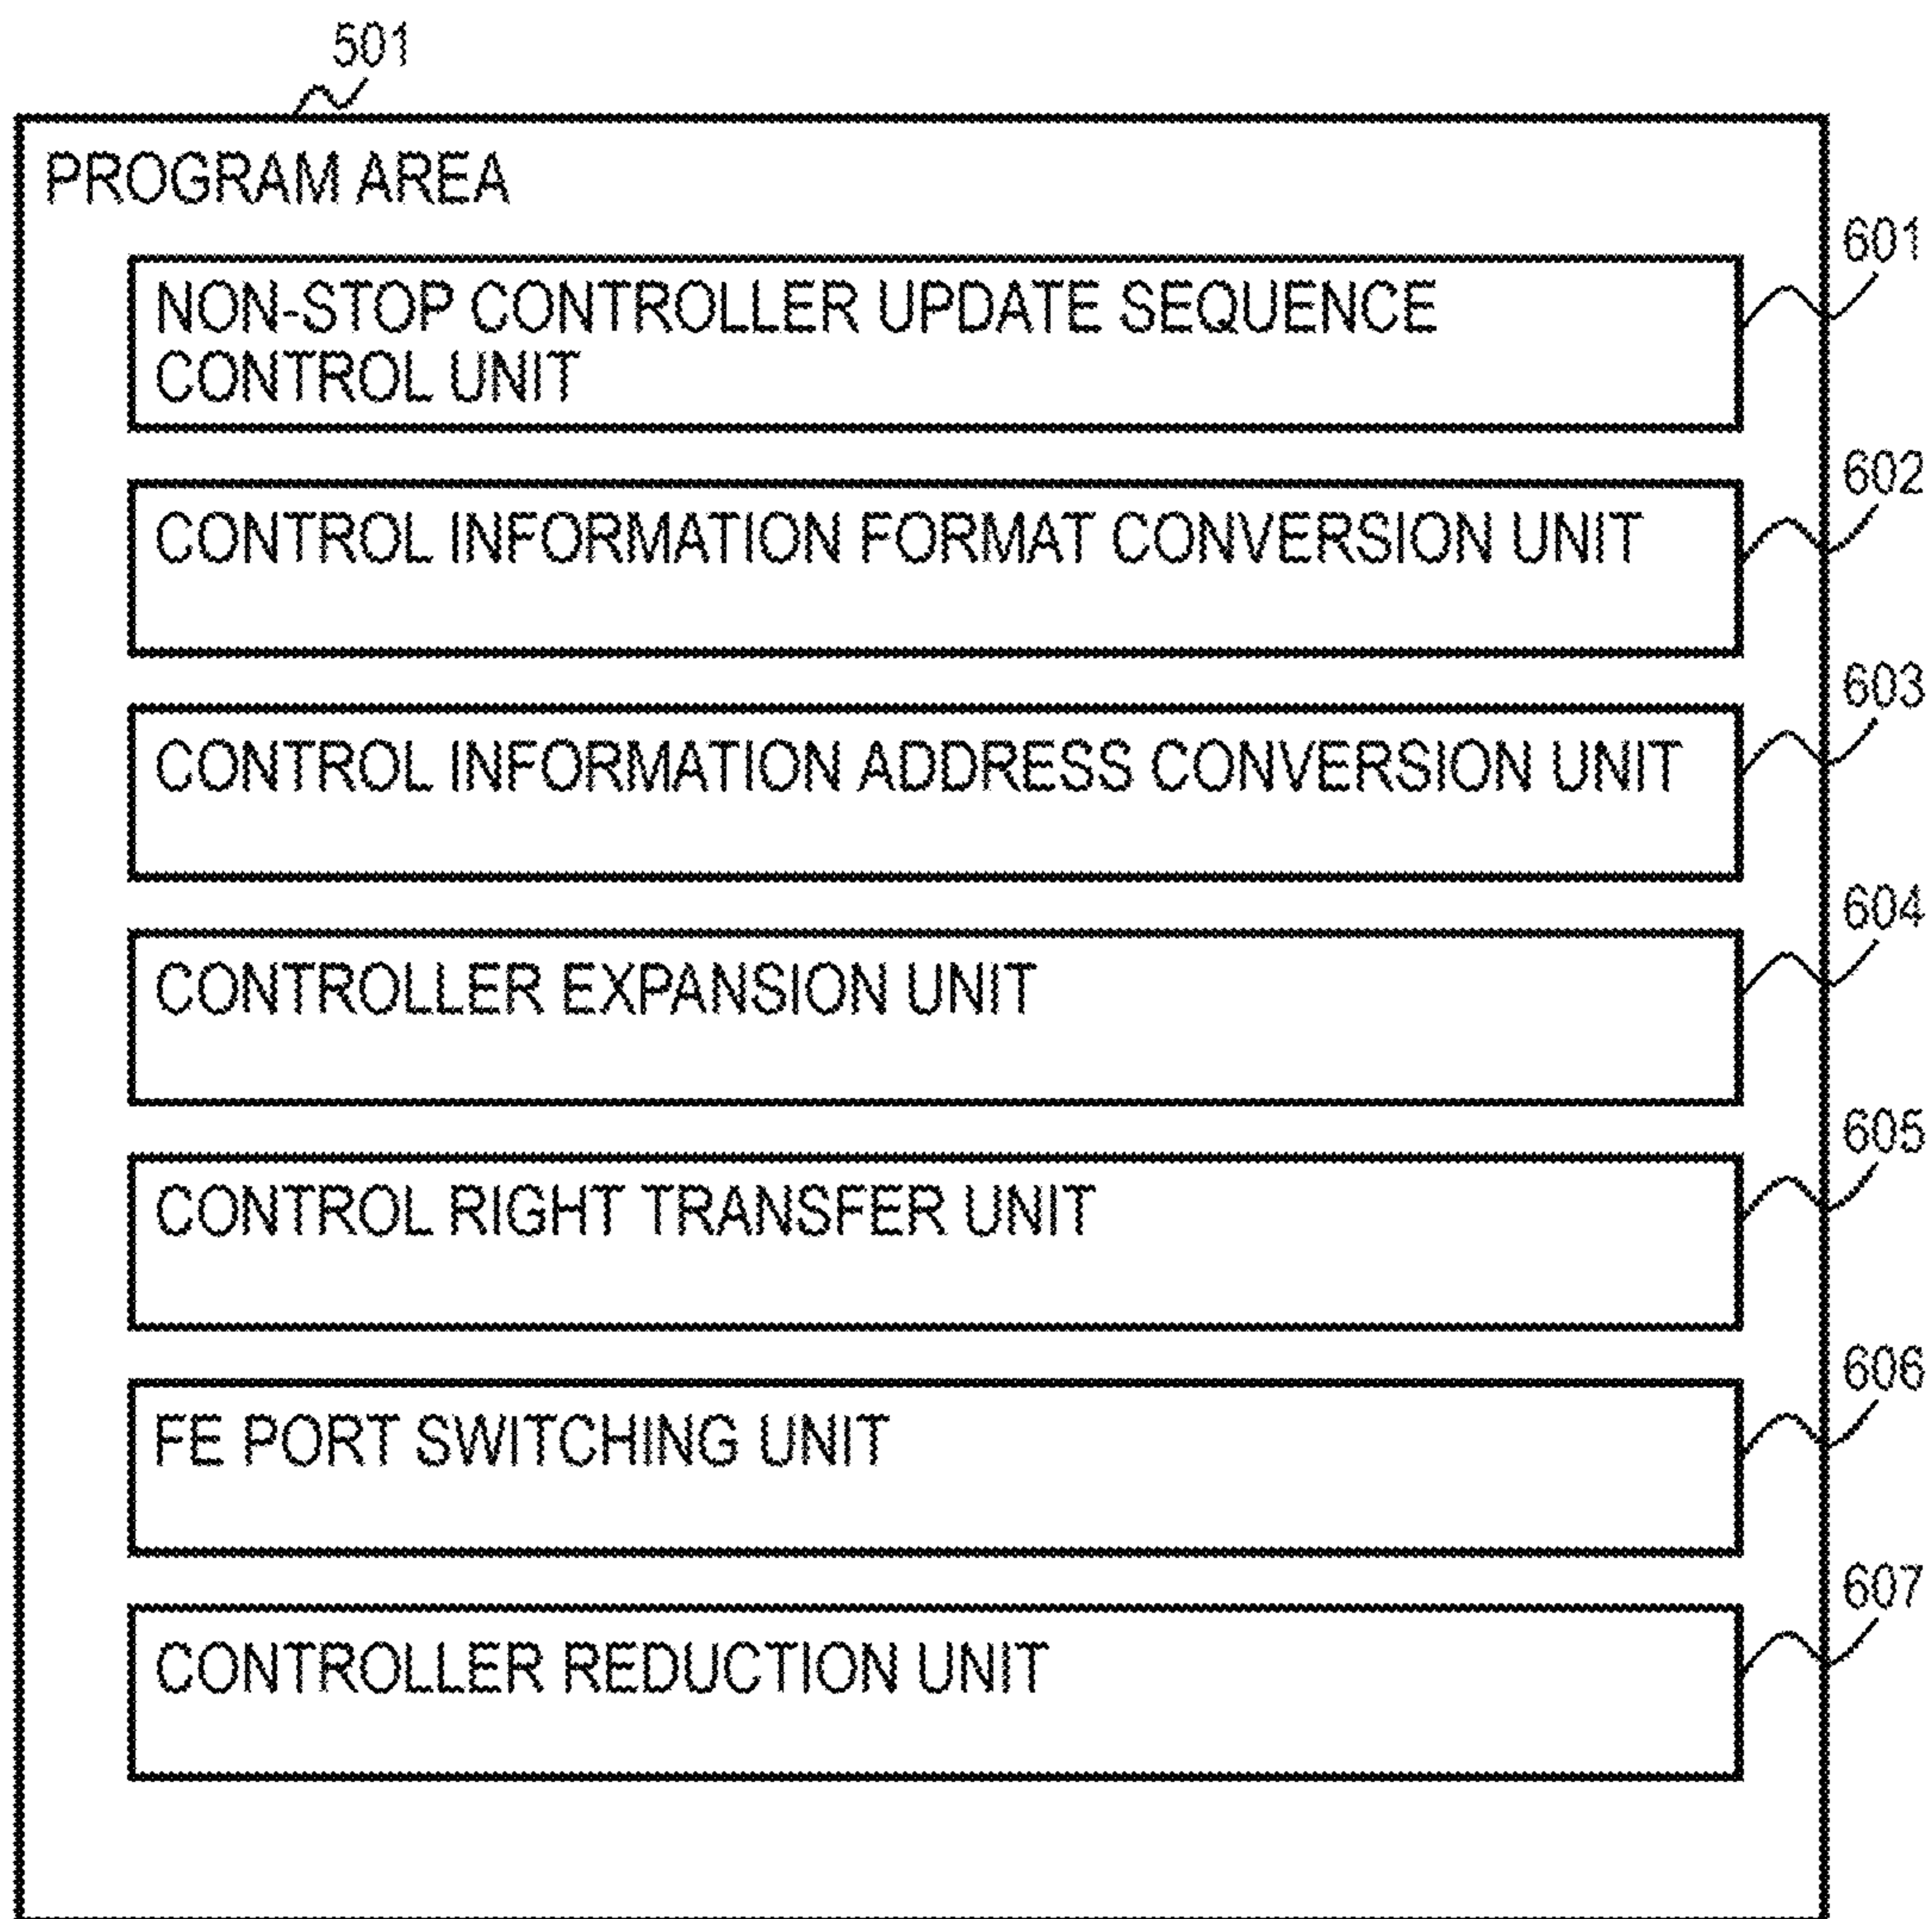 501
PROGRAM AREA
601
NON-STOP CONTROLLER UPDATE SEQUENCE
CONTROL UNIT
602
CONTROL INFORMATION FORMAT CONVERSION UNIT
603
CONTROL INFORMATION ADDRESS CONVERSION UNIT
604
CONTROLLER EXPANSION UNIT
605
CONTROL RIGHT TRANSFER UNIT
606
FE PORT SWITCHING UNIT
607
CONTROLLER REDUCTION UNIT